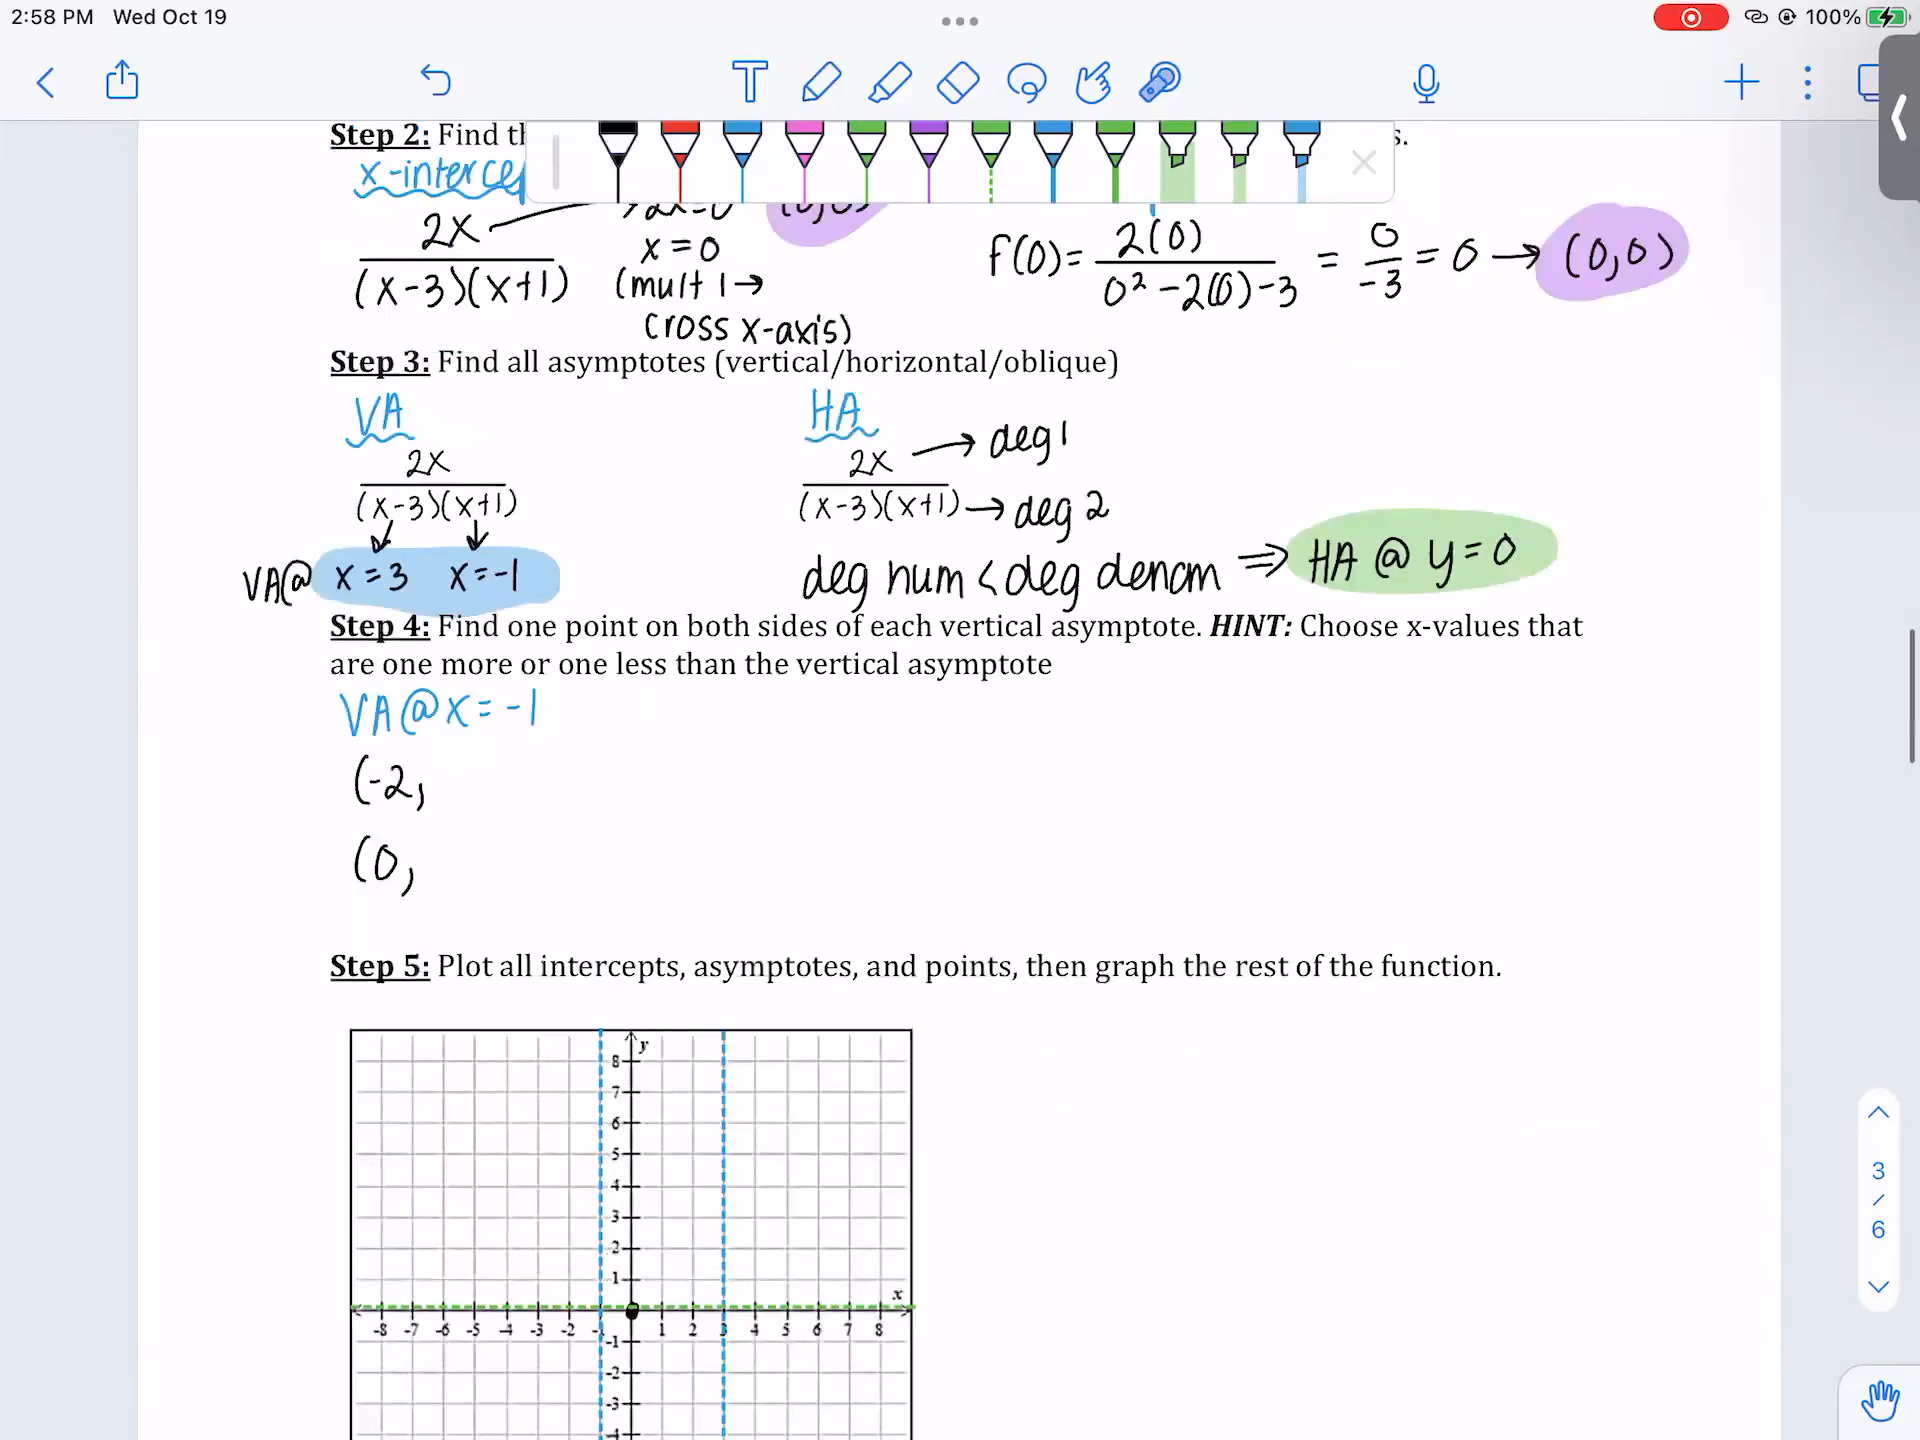 2:58 PM Wed Oct 19
100%
Step 2: Find th
s.
x-interce
2x
(x-3)(x+1)
x=0
(mult 1→
cross x-axis)
f(0)= 2(0) / 0²-2(0)-3 = 0/-3 = 0 → (0,0)
Step 3: Find all asymptotes (vertical/horizontal/oblique)
VA
2x
(x-3)(x+1)
VA@ x=3 x=-1
HA
2x → deg 1
(x-3)(x+1) → deg 2
deg num < deg denom ⇒ HA @ y=0
Step 4: Find one point on both sides of each vertical asymptote. HINT: Choose x-values that
are one more or one less than the vertical asymptote
VA@x=-1
(-2,
(0,
Step 5: Plot all intercepts, asymptotes, and points, then graph the rest of the function.
y
8
7
6
5
4
3
2
1
x
-8 -7 -6 -5 -4 -3 -2 -1 1 2 3 4 5 6 7 8
-1
-2
-3
-4
3
/
6